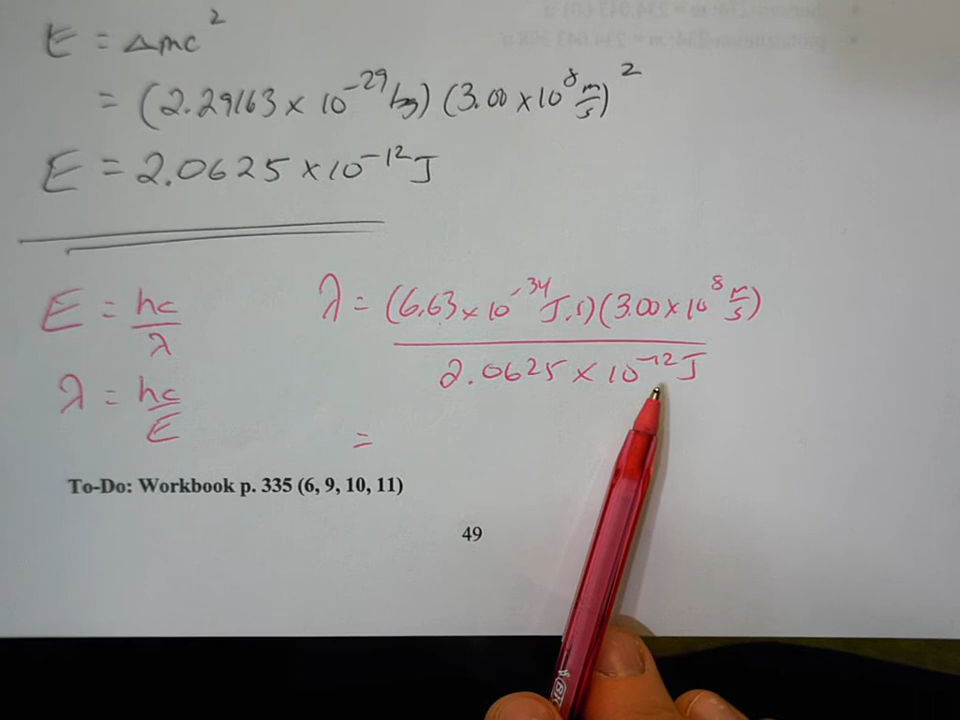 E = Δmc²
= (2.29163 × 10⁻²⁹ kg) (3.00 × 10⁸ m/s)²
E = 2.0625 × 10⁻¹² J
E = hc/λ
λ = hc/E
λ = (6.63 × 10⁻³⁴ J·s)(3.00 × 10⁸ m/s)
2.0625 × 10⁻¹² J
=
To-Do: Workbook p. 335 (6, 9, 10, 11)
49
BIC